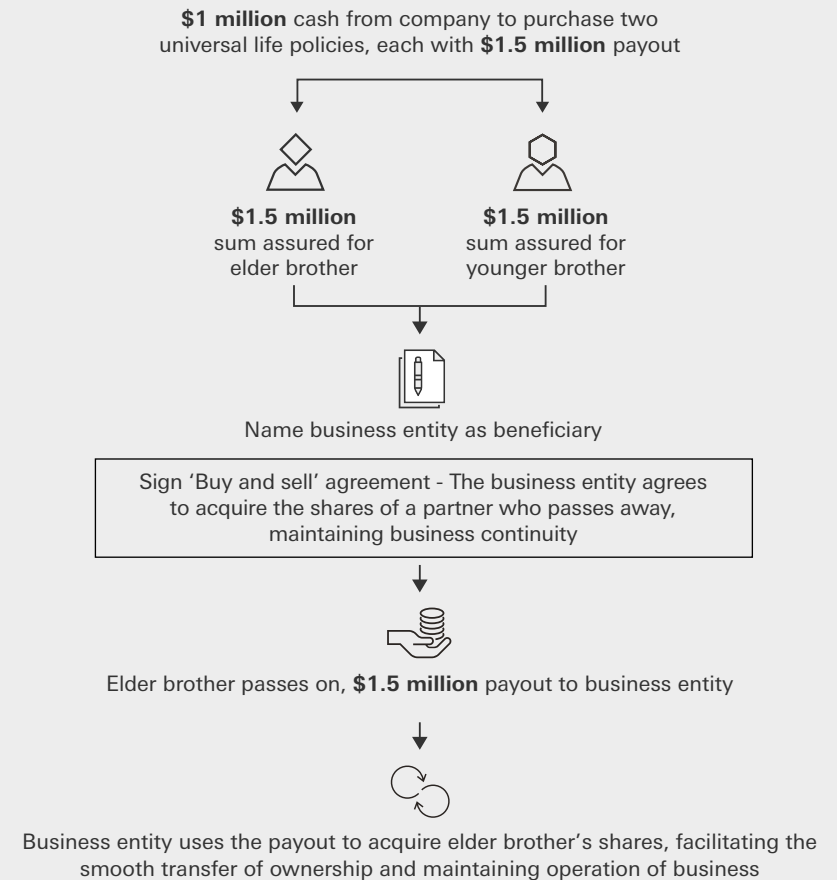 $1 million cash from company to purchase two
universal life policies, each with $1.5 million payout
$1.5 million
sum assured for
elder brother
$1.5 million
sum assured for
younger brother
Name business entity as beneficiary
Sign ‘Buy and sell’ agreement - The business entity agrees
to acquire the shares of a partner who passes away,
maintaining business continuity
Elder brother passes on, $1.5 million payout to business entity
Business entity uses the payout to acquire elder brother’s shares, facilitating the
smooth transfer of ownership and maintaining operation of business